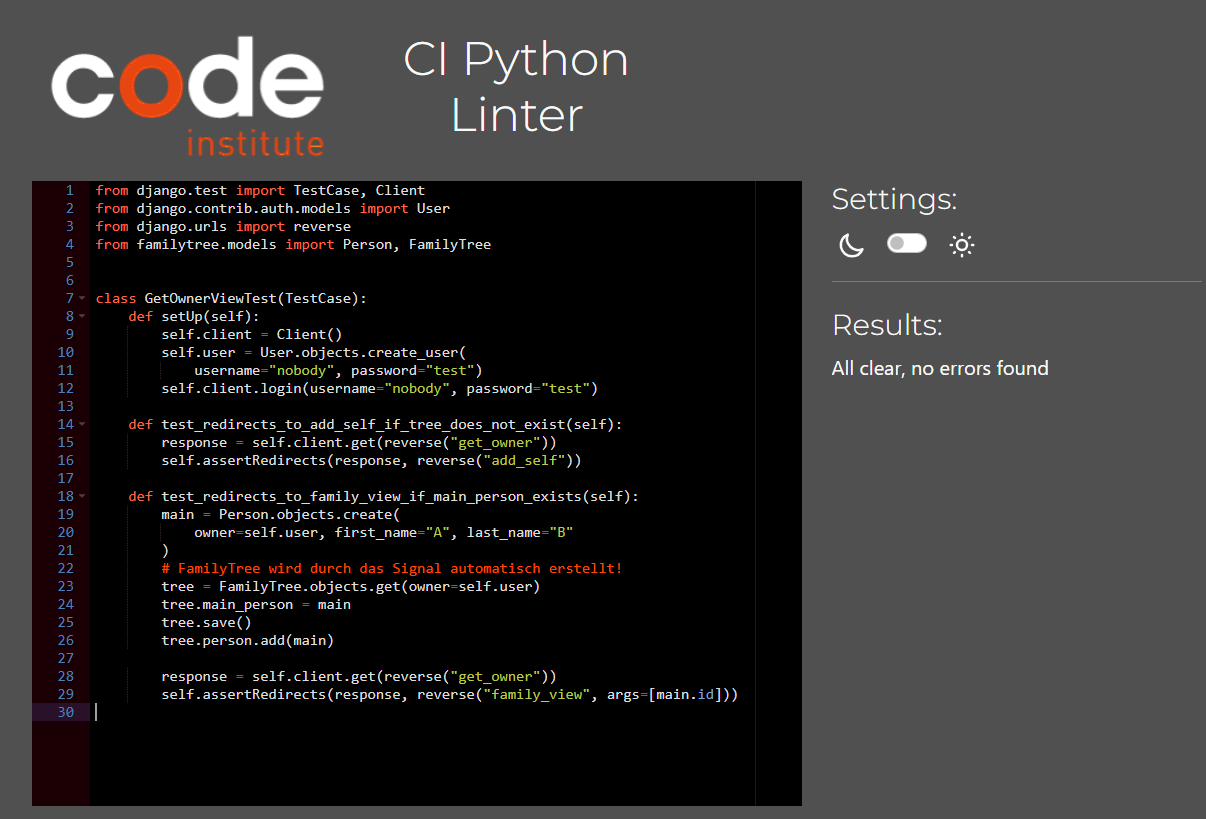 code
institute
CI Python
Linter
1 from django.test import TestCase, Client
2 from django.contrib.auth.models import User
3 from django.urls import reverse
4 from familytree.models import Person, FamilyTree
5
6
7 class GetOwnerViewTest(TestCase):
8     def setUp(self):
9         self.client = Client()
10         self.user = User.objects.create_user(
11             username="nobody", password="test")
12         self.client.login(username="nobody", password="test")
13
14     def test_redirects_to_add_self_if_tree_does_not_exist(self):
15         response = self.client.get(reverse("get_owner"))
16         self.assertRedirects(response, reverse("add_self"))
17
18     def test_redirects_to_family_view_if_main_person_exists(self):
19         main = Person.objects.create(
20             owner=self.user, first_name="A", last_name="B"
21         )
22         # FamilyTree wird durch das Signal automatisch erstellt!
23         tree = FamilyTree.objects.get(owner=self.user)
24         tree.main_person = main
25         tree.save()
26         tree.person.add(main)
27
28         response = self.client.get(reverse("get_owner"))
29         self.assertRedirects(response, reverse("family_view", args=[main.id]))
30
Settings:
Results:
All clear, no errors found